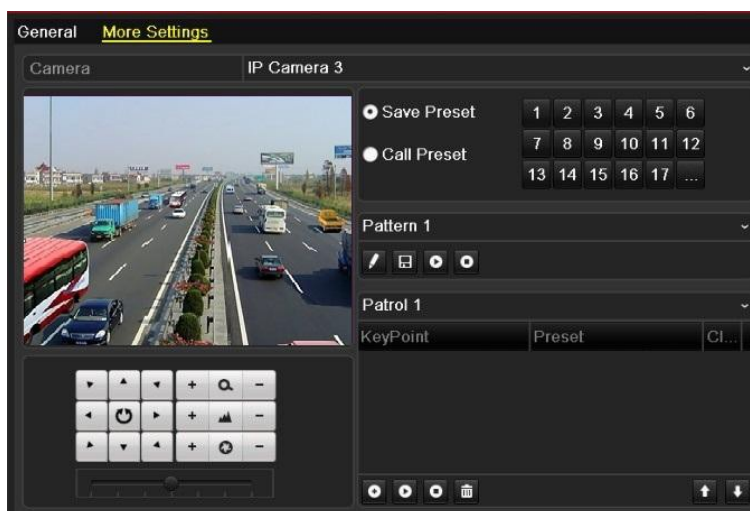 General More Settings
Camera IP Camera 3
Save Preset 1 2 3 4 5 6
Call Preset 7 8 9 10 11 12
13 14 15 16 17 ...
Pattern 1
Patrol 1
KeyPoint Preset Cl...